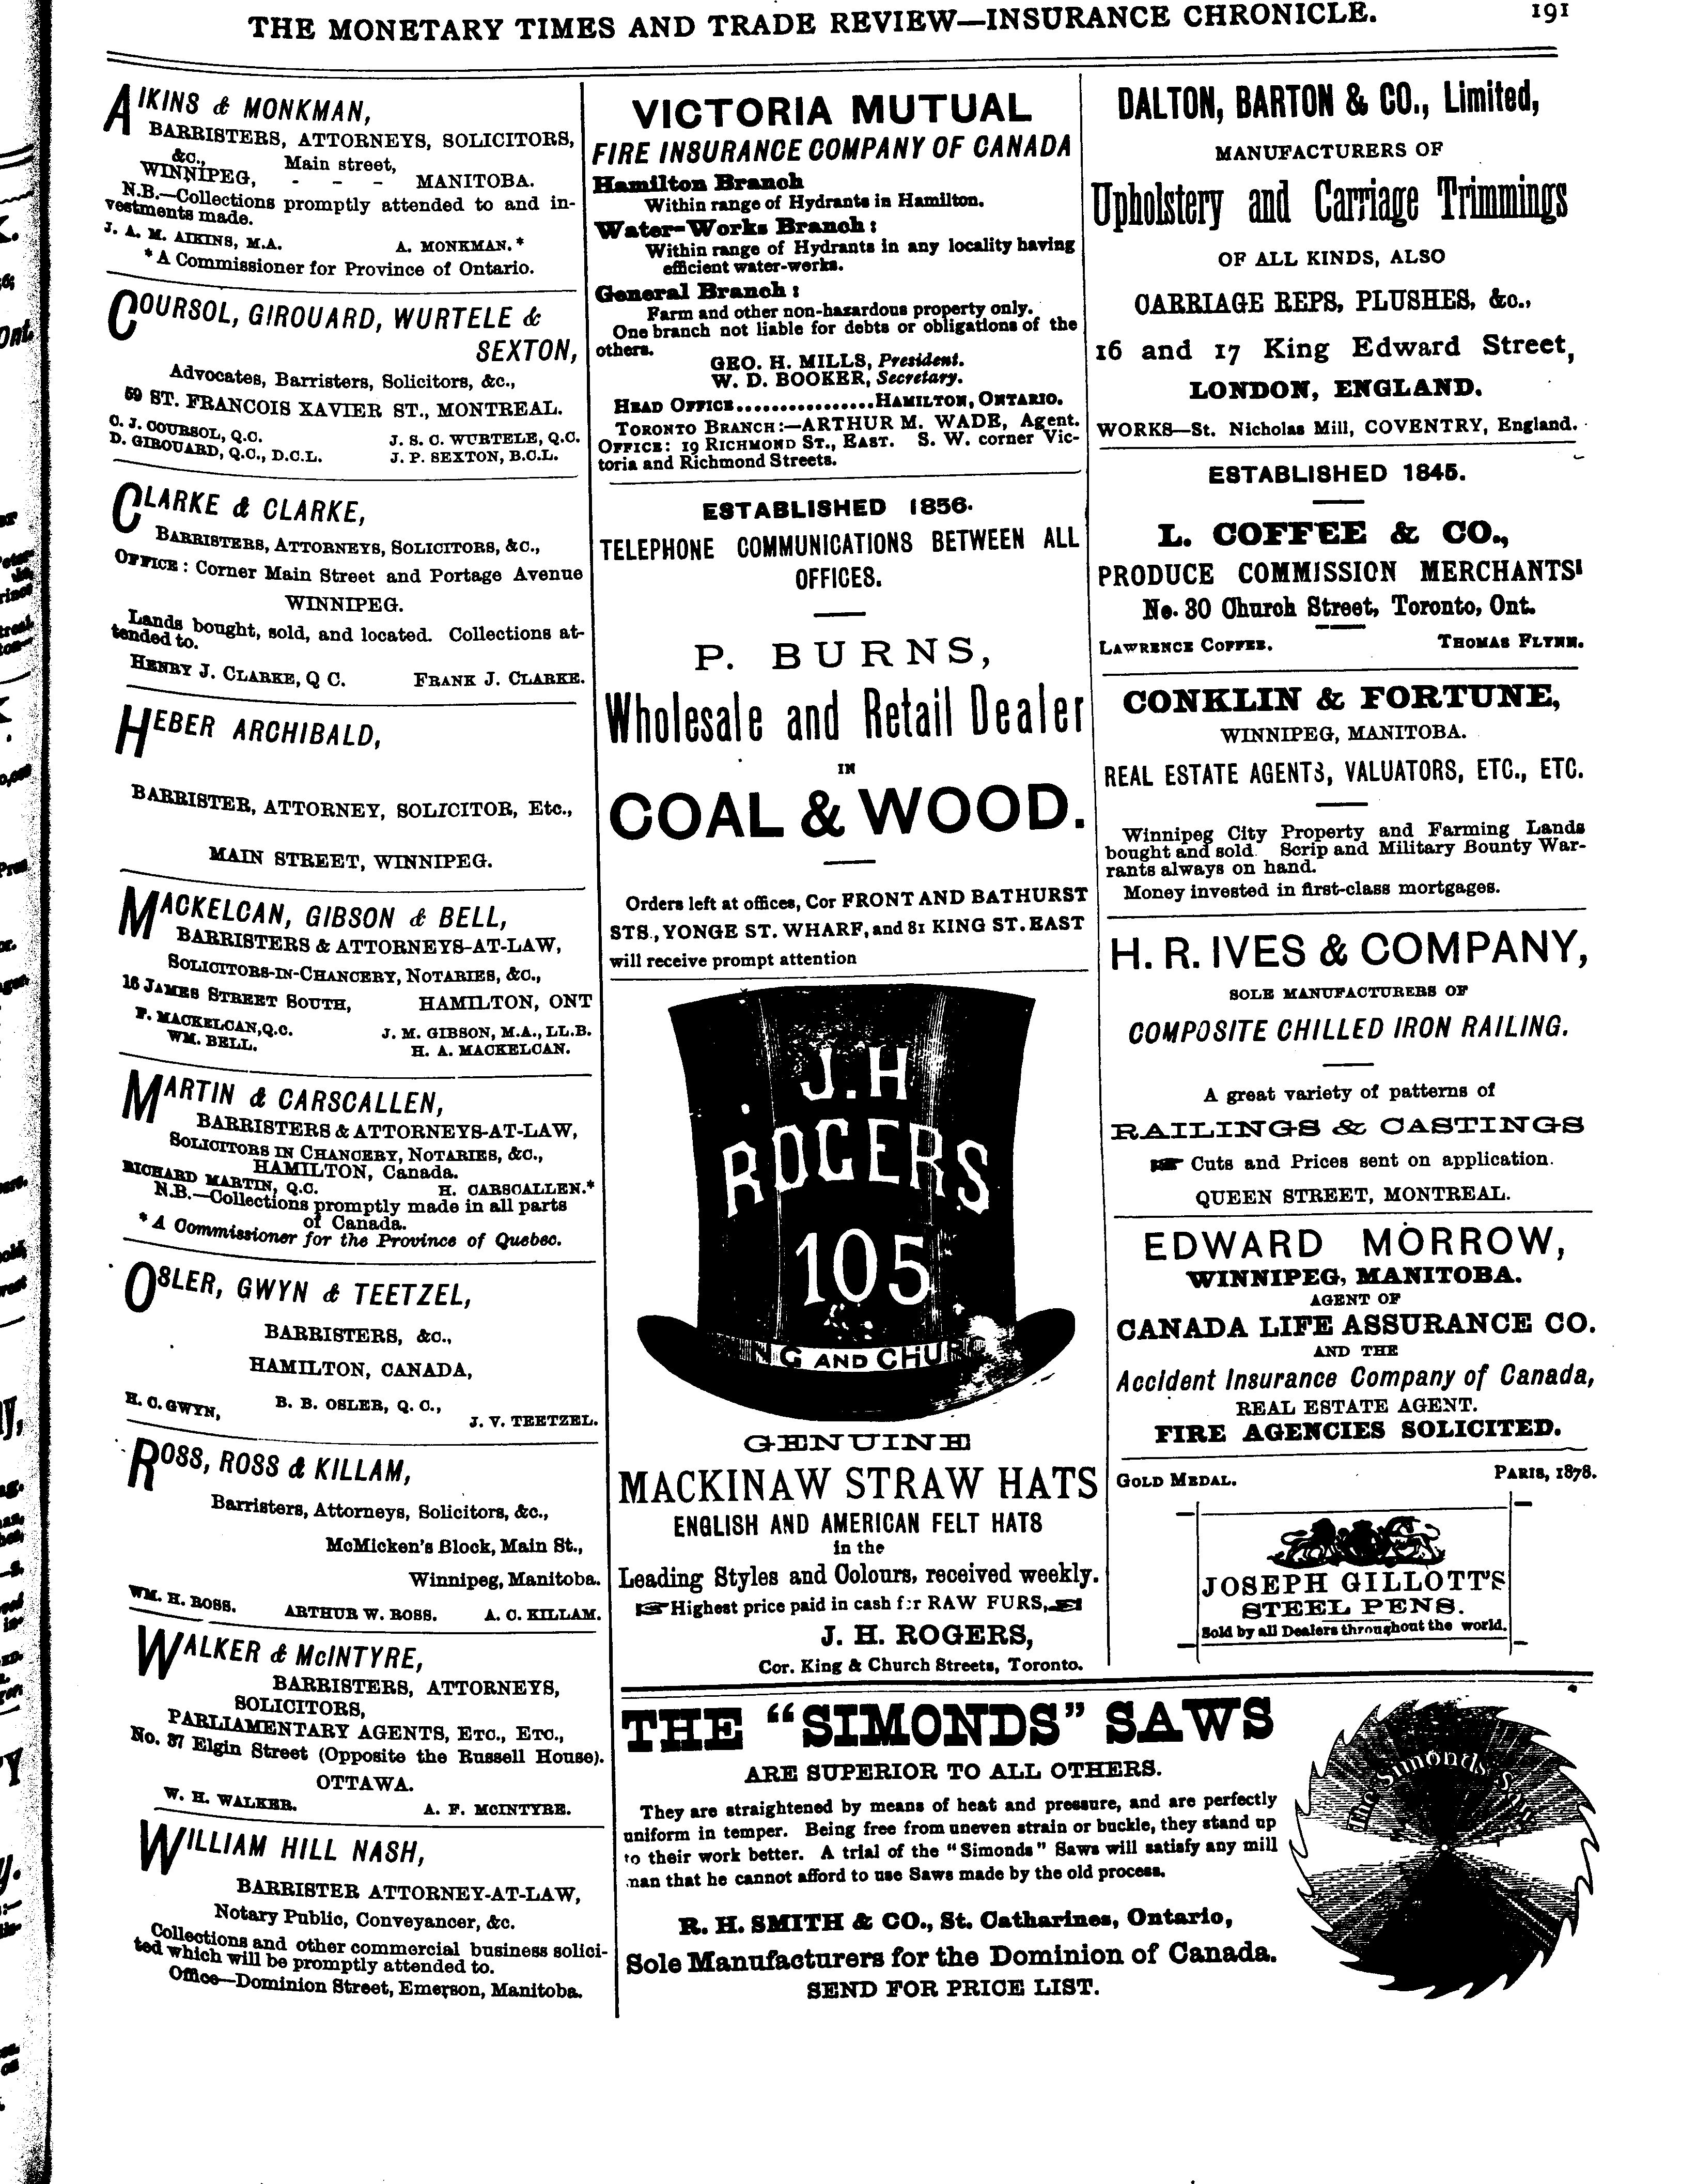 THE MONETARY TIMES AND TRADE REVIEW—INSURANCE CHRONICLE.
191
AIKINS & MONKMAN,
BARRISTERS, ATTORNEYS, SOLICITORS,
&c., Main street,
WINNIPEG, - - - MANITOBA.
N.B.—Collections promptly attended to and in-
vestments made.
J. A. M. AIKINS, M.A. A. MONKMAN.*
*A Commissioner for Province of Ontario.
COURSOL, GIROUARD, WURTELE &
SEXTON,
Advocates, Barristers, Solicitors, &c.,
59 ST. FRANCOIS XAVIER ST., MONTREAL.
C. J. COURSOL, Q.C. J. S. C. WURTELE, Q.C.
D. GIROUARD, Q.C., D.C.L. J. P. SEXTON, B.C.L.
CLARKE & CLARKE,
BARRISTERS, ATTORNEYS, SOLICITORS, &C.,
OFFICE : Corner Main Street and Portage Avenue
WINNIPEG.
Lands bought, sold, and located. Collections at-
tended to.
HENRY J. CLARKE, Q C. FRANK J. CLARKE.
HEBER ARCHIBALD,
BARRISTER, ATTORNEY, SOLICITOR, Etc.,
MAIN STREET, WINNIPEG.
MACKELCAN, GIBSON & BELL,
BARRISTERS & ATTORNEYS-AT-LAW,
SOLICITORS-IN-CHANCERY, NOTARIES, &C.,
16 JAMES STREET SOUTH, HAMILTON, ONT
F. MACKELCAN,Q.C. J. M. GIBSON, M.A., LL.B.
WM. BELL. H. A. MACKELCAN.
MARTIN & CARSCALLEN,
BARRISTERS & ATTORNEYS-AT-LAW,
SOLICITORS IN CHANCERY, NOTARIES, &C.,
HAMILTON, Canada.
RICHARD MARTIN, Q.C. H. CARSCALLEN.*
N.B.—Collections promptly made in all parts
of Canada.
*A Commissioner for the Province of Quebec.
OSLER, GWYN & TEETZEL,
BARRISTERS, &c.,
HAMILTON, CANADA,
H. C. GWYN, B. B. OSLER, Q. C., J. V. TEETZEL.
ROSS, ROSS & KILLAM,
Barristers, Attorneys, Solicitors, &c.,
McMicken's Block, Main St.,
Winnipeg, Manitoba.
WM. H. ROSS. ARTHUR W. ROSS. A. C. KILLAM.
WALKER & McINTYRE,
BARRISTERS, ATTORNEYS,
SOLICITORS,
PARLIAMENTARY AGENTS, ETC., ETC.,
No. 37 Elgin Street (Opposite the Russell House).
OTTAWA.
W. H. WALKER. A. F. MCINTYRE.
WILLIAM HILL NASH,
BARRISTER ATTORNEY-AT-LAW,
Notary Public, Conveyancer, &c.
Collections and other commercial business solici-
ted which will be promptly attended to.
Office—Dominion Street, Emerson, Manitoba.
VICTORIA MUTUAL
FIRE INSURANCE COMPANY OF CANADA
Hamilton Branch
Within range of Hydrants in Hamilton.
Water-Works Branch :
Within range of Hydrants in any locality having
efficient water-works.
General Branch :
Farm and other non-hazardous property only.
One branch not liable for debts or obligations of the
others.
GEO. H. MILLS, President.
W. D. BOOKER, Secretary.
HEAD OFFICE................HAMILTON, ONTARIO.
TORONTO BRANCH:—ARTHUR M. WADE, Agent.
OFFICE: 19 RICHMOND ST., EAST. S. W. corner Vic-
toria and Richmond Streets.
ESTABLISHED 1856.
TELEPHONE COMMUNICATIONS BETWEEN ALL
OFFICES.
P. BURNS,
Wholesale and Retail Dealer
IN
COAL & WOOD.
Orders left at offices, Cor FRONT AND BATHURST
STS., YONGE ST. WHARF, and 81 KING ST. EAST
will receive prompt attention
J.H
ROGERS
105
NG AND CHUR
GENUINE
MACKINAW STRAW HATS
ENGLISH AND AMERICAN FELT HATS
in the
Leading Styles and Colours, received weekly.
Highest price paid in cash f:r RAW FURS,
J. H. ROGERS,
Cor. King & Church Streets, Toronto.
DALTON, BARTON & CO., Limited,
MANUFACTURERS OF
Upholstery and Carriage Trimmings
OF ALL KINDS, ALSO
CARRIAGE REPS, PLUSHES, &c.,
16 and 17 King Edward Street,
LONDON, ENGLAND.
WORKS—St. Nicholas Mill, COVENTRY, England.
ESTABLISHED 1845.
L. COFFEE & CO.,
PRODUCE COMMISSION MERCHANTS'
No. 30 Church Street, Toronto, Ont.
LAWRENCE COFFEE. THOMAS FLYNN.
CONKLIN & FORTUNE,
WINNIPEG, MANITOBA.
REAL ESTATE AGENTS, VALUATORS, ETC., ETC.
Winnipeg City Property and Farming Lands
bought and sold. Scrip and Military Bounty War-
rants always on hand.
Money invested in first-class mortgages.
H. R. IVES & COMPANY,
SOLE MANUFACTURERS OF
COMPOSITE CHILLED IRON RAILING.
A great variety of patterns of
RAILINGS & CASTINGS
Cuts and Prices sent on application.
QUEEN STREET, MONTREAL.
EDWARD MORROW,
WINNIPEG, MANITOBA.
AGENT OF
CANADA LIFE ASSURANCE CO.
AND THE
Accident Insurance Company of Canada,
REAL ESTATE AGENT.
FIRE AGENCIES SOLICITED.
GOLD MEDAL. PARIS, 1878.
JOSEPH GILLOTT'S
STEEL PENS.
Sold by all Dealers throughout the world.
THE "SIMONDS" SAWS
ARE SUPERIOR TO ALL OTHERS.
They are straightened by means of heat and pressure, and are perfectly
uniform in temper. Being free from uneven strain or buckle, they stand up
to their work better. A trial of the "Simonds" Saws will satisfy any mill
man that he cannot afford to use Saws made by the old process.
R. H. SMITH & CO., St. Catharines, Ontario,
Sole Manufacturers for the Dominion of Canada.
SEND FOR PRICE LIST.
The Simonds Saw